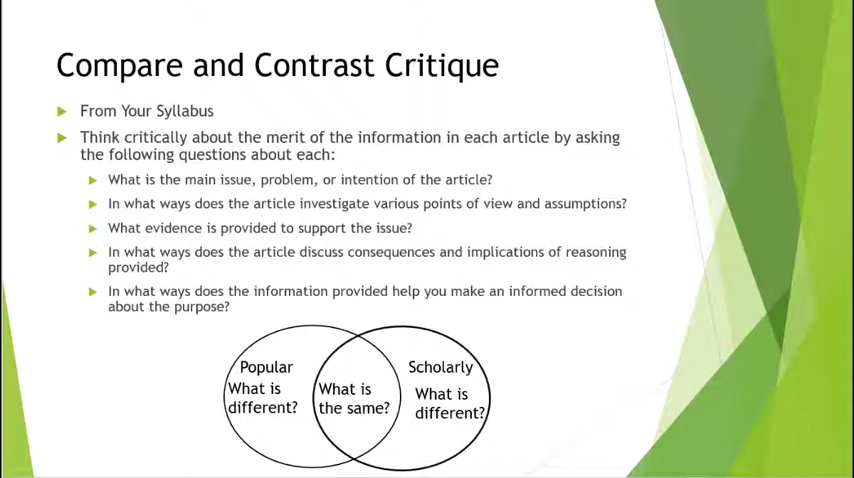 Compare and Contrast Critique
From Your Syllabus
Think critically about the merit of the information in each article by asking
the following questions about each:
What is the main issue, problem, or intention of the article?
In what ways does the article investigate various points of view and assumptions?
What evidence is provided to support the issue?
In what ways does the article discuss consequences and implications of reasoning
provided?
In what ways does the information provided help you make an informed decision
about the purpose?
Popular
What is
different?
What is
the same?
Scholarly
What is
different?